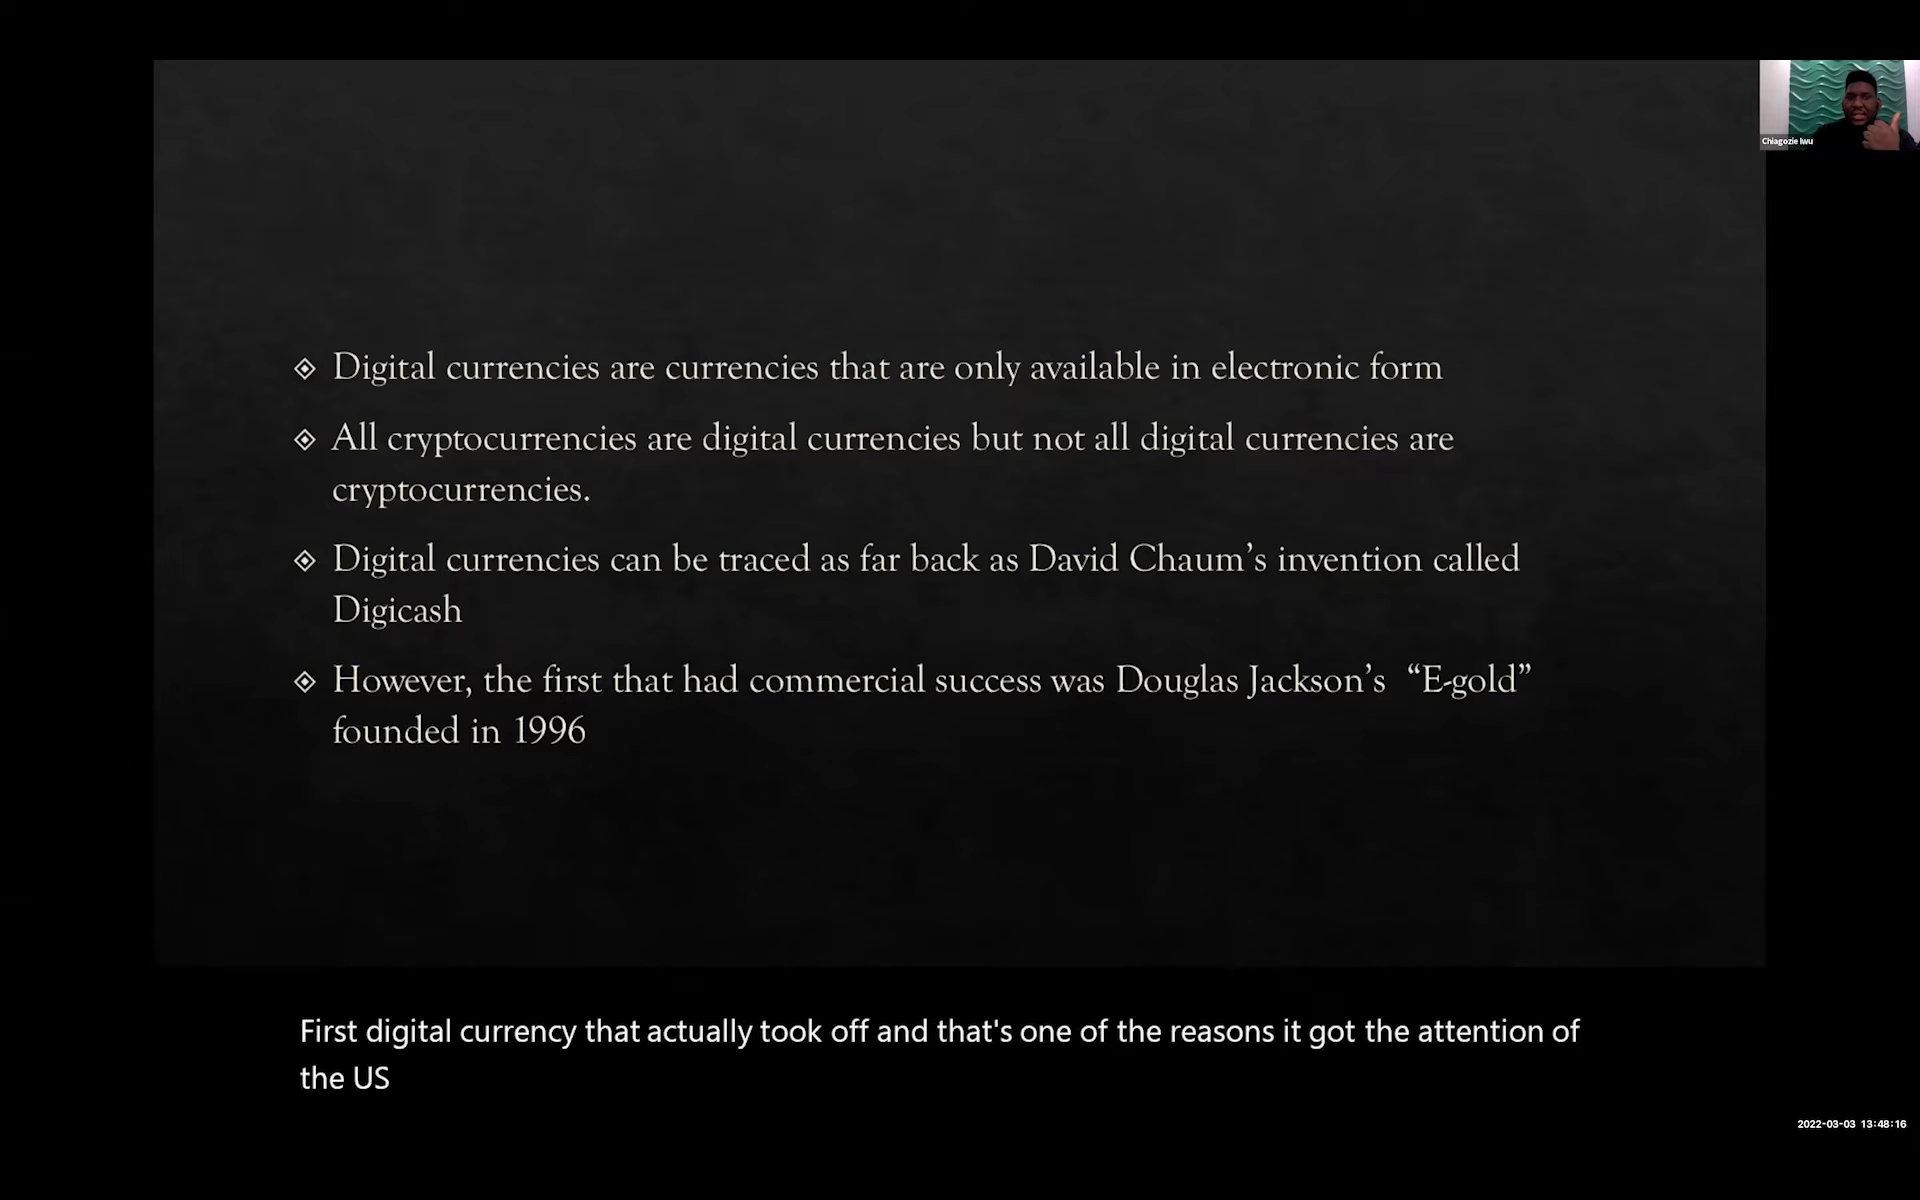 Chiagozie Iwu
Digital currencies are currencies that are only available in electronic form
All cryptocurrencies are digital currencies but not all digital currencies are
cryptocurrencies.
Digital currencies can be traced as far back as David Chaum’s invention called
Digicash
However, the first that had commercial success was Douglas Jackson’s “E-gold”
founded in 1996
First digital currency that actually took off and that's one of the reasons it got the attention of
the US
2022-03-03 13:48:16